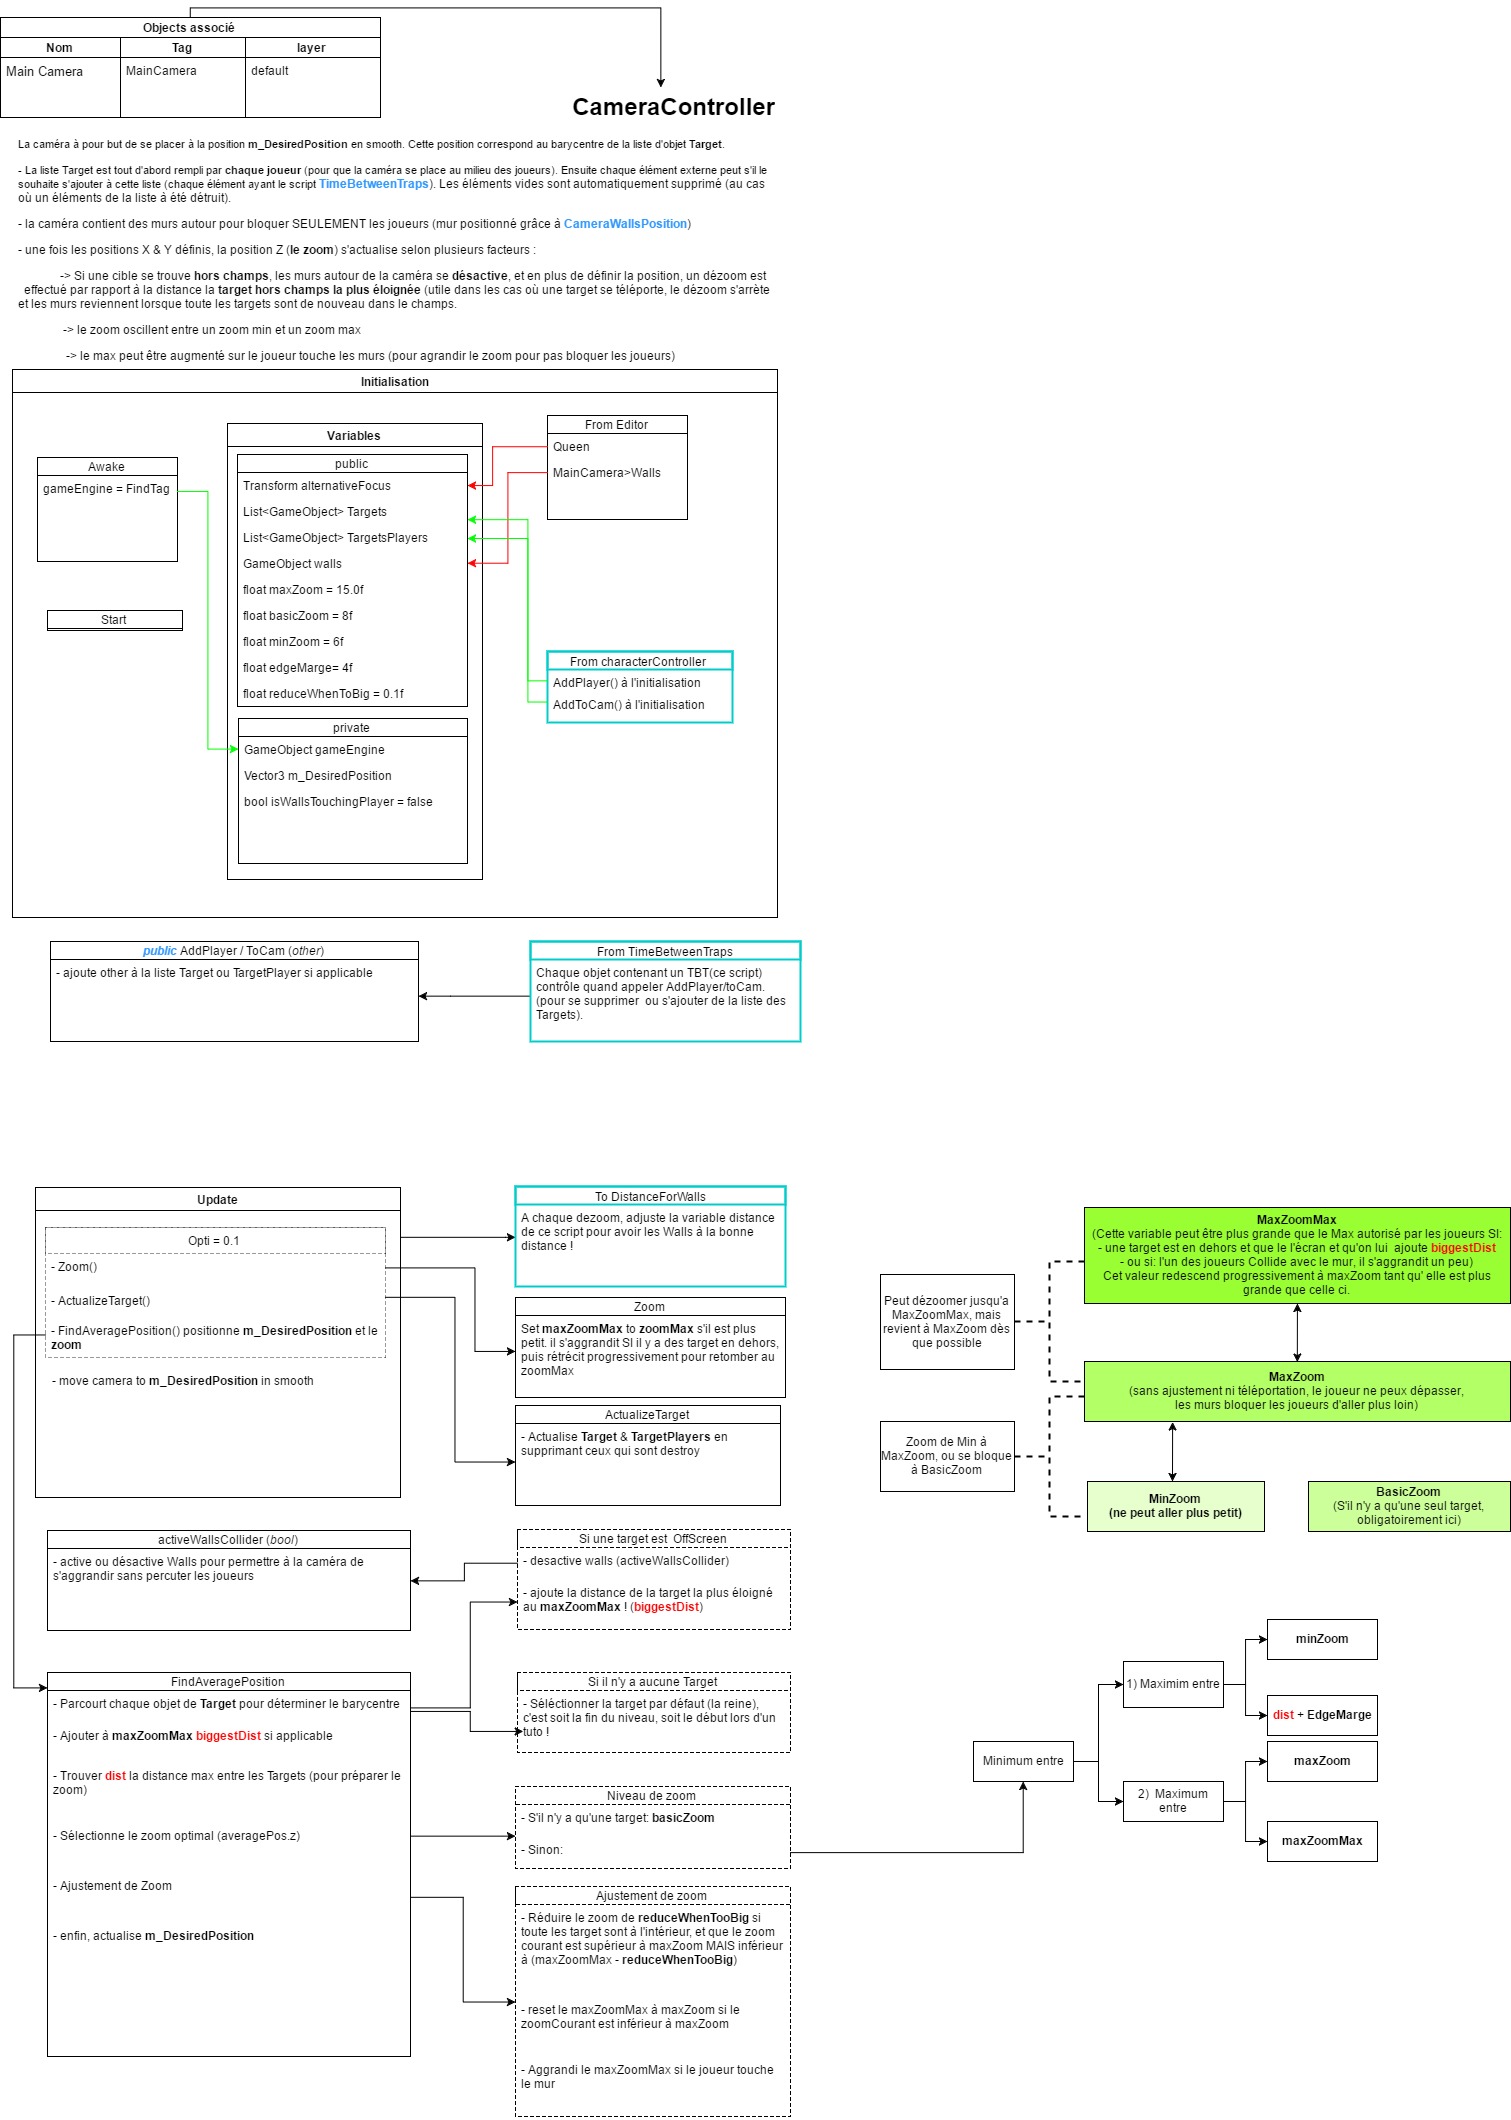 Objects associé
Nom
Tag
layer
Main Camera
MainCamera
default
CameraController
La caméra à pour but de se placer à la position m_DesiredPosition en smooth. Cette position correspond au barycentre de la liste d'objet Target.
- La liste Target est tout d'abord rempli par chaque joueur (pour que la caméra se place au milieu des joueurs). Ensuite chaque élément externe peut s'il le
souhaite s'ajouter à cette liste (chaque élément ayant le script TimeBetweenTraps). Les éléments vides sont automatiquement supprimé (au cas
où un éléments de la liste à été détruit).
- la caméra contient des murs autour pour bloquer SEULEMENT les joueurs (mur positionné grâce à CameraWallsPosition)
- une fois les positions X & Y définis, la position Z (le zoom) s'actualise selon plusieurs facteurs :
-> Si une cible se trouve hors champs, les murs autour de la caméra se désactive, et en plus de définir la position, un dézoom est
effectué par rapport à la distance la target hors champs la plus éloignée (utile dans les cas où une target se téléporte, le dézoom s'arrète
et les murs reviennent lorsque toute les targets sont de nouveau dans le champs.
-> le zoom oscillent entre un zoom min et un zoom max
-> le max peut être augmenté sur le joueur touche les murs (pour agrandir le zoom pour pas bloquer les joueurs)
Initialisation
Awake
gameEngine = FindTag
Start
Variables
public
Transform alternativeFocus
List<GameObject> Targets
List<GameObject> TargetsPlayers
GameObject walls
float maxZoom = 15.0f
float basicZoom = 8f
float minZoom = 6f
float edgeMarge= 4f
float reduceWhenToBig = 0.1f
private
GameObject gameEngine
Vector3 m_DesiredPosition
bool isWallsTouchingPlayer = false
From Editor
Queen
MainCamera>Walls
From characterController
AddPlayer() à l'initialisation
AddToCam() à l'initialisation
public AddPlayer / ToCam (other)
- ajoute other à la liste Target ou TargetPlayer si applicable
From TimeBetweenTraps
Chaque objet contenant un TBT(ce script)
contrôle quand appeler AddPlayer/toCam.
(pour se supprimer ou s'ajouter de la liste des
Targets).
Update
Opti = 0.1
- Zoom()
- ActualizeTarget()
- FindAveragePosition() positionne m_DesiredPosition et le
zoom
- move camera to m_DesiredPosition in smooth
To DistanceForWalls
A chaque dezoom, adjuste la variable distance
de ce script pour avoir les Walls à la bonne
distance !
Zoom
Set maxZoomMax to zoomMax s'il est plus
petit. il s'aggrandit SI il y a des target en dehors,
puis rétrécit progressivement pour retomber au
zoomMax
ActualizeTarget
- Actualise Target & TargetPlayers en
supprimant ceux qui sont destroy
Peut dézoomer jusqu'a
MaxZoomMax, mais
revient à MaxZoom dès
que possible
Zoom de Min à
MaxZoom, ou se bloque
à BasicZoom
MaxZoomMax
(Cette variable peut être plus grande que le Max autorisé par les joueurs SI:
- une target est en dehors et que le l'écran et qu'on lui ajoute biggestDist
- ou si: l'un des joueurs Collide avec le mur, il s'aggrandit un peu)
Cet valeur redescend progressivement à maxZoom tant qu' elle est plus
grande que celle ci.
MaxZoom
(sans ajustement ni téléportation, le joueur ne peux dépasser,
les murs bloquer les joueurs d'aller plus loin)
MinZoom
(ne peut aller plus petit)
BasicZoom
(S'il n'y a qu'une seul target,
obligatoirement ici)
activeWallsCollider (bool)
- active ou désactive Walls pour permettre à la caméra de
s'aggrandir sans percuter les joueurs
Si une target est OffScreen
- desactive walls (activeWallsCollider)
- ajoute la distance de la target la plus éloigné
au maxZoomMax ! (biggestDist)
FindAveragePosition
- Parcourt chaque objet de Target pour déterminer le barycentre
- Ajouter à maxZoomMax biggestDist si applicable
- Trouver dist la distance max entre les Targets (pour préparer le
zoom)
- Sélectionne le zoom optimal (averagePos.z)
- Ajustement de Zoom
- enfin, actualise m_DesiredPosition
Si il n'y a aucune Target
- Séléctionner la target par défaut (la reine),
c'est soit la fin du niveau, soit le début lors d'un
tuto !
Niveau de zoom
- S'il n'y a qu'une target: basicZoom
- Sinon:
Ajustement de zoom
- Réduire le zoom de reduceWhenTooBig si
toute les target sont à l'intérieur, et que le zoom
courant est supèrieur à maxZoom MAIS inférieur
à (maxZoomMax - reduceWhenTooBig)
- reset le maxZoomMax à maxZoom si le
zoomCourant est inférieur à maxZoom
- Aggrandi le maxZoomMax si le joueur touche
le mur
Minimum entre
1) Maximim entre
minZoom
dist + EdgeMarge
2) Maximum
entre
maxZoom
maxZoomMax